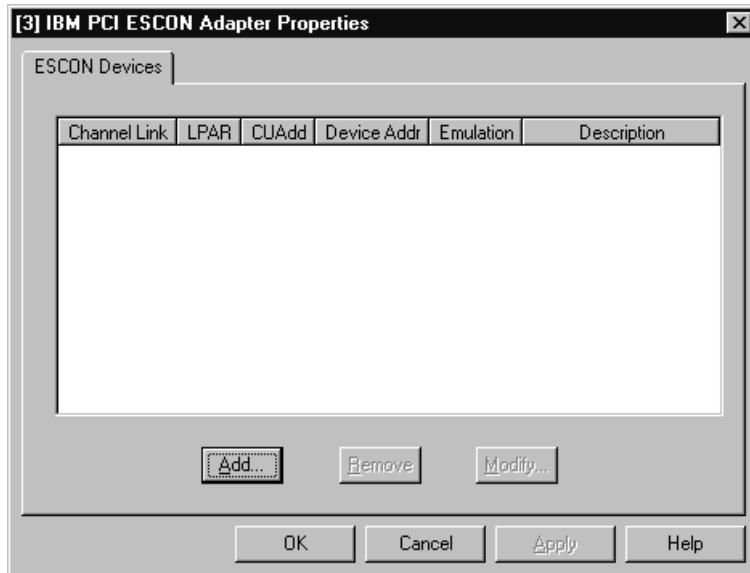 [3] IBM PCI ESCON Adapter Properties
ESCON Devices
Channel Link LPAR CUAdd Device Addr Emulation Description
Add... Remove Modify...
OK Cancel Apply Help